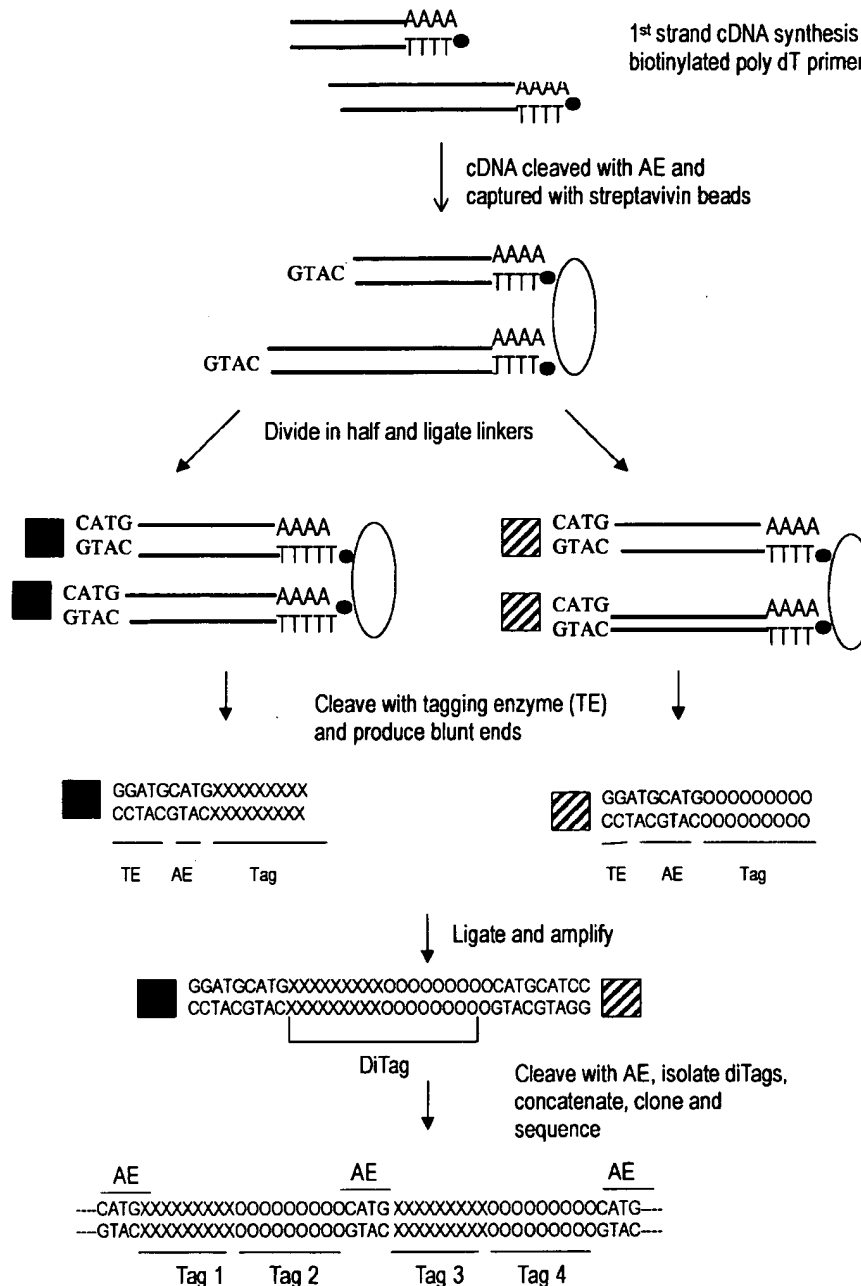 AAAA
TTTT
1st strand cDNA synthesis
biotinylated poly dT primer
AAAA
TTTT
cDNA cleaved with AE and
captured with streptavivin beads
AAAA
GTAC
TTTT
AAAA
GTAC
TTTT
Divide in half and ligate linkers
CATG AAAA
GTAC TTTTT
CATG AAAA
GTAC TTTTT
CATG AAAA
GTAC TTTT
CATG AAAA
GTAC TTTT
Cleave with tagging enzyme (TE)
and produce blunt ends
GGATGCATGXXXXXXXXX
CCTACGTACXXXXXXXXX
TE AE Tag
GGATGCATGOOOOOOOOO
CCTACGTACOOOOOOOOO
TE AE Tag
Ligate and amplify
GGATGCATGXXXXXXXXXOOOOOOOOOCATGCATCC
CCTACGTACXXXXXXXXXOOOOOOOOOGTACGTAGG
DiTag
Cleave with AE, isolate diTags,
concatenate, clone and
sequence
AE AE AE
----CATGXXXXXXXXXOOOOOOOOOCATGXXXXXXXXXOOOOOOOOOCATG----
----GTACXXXXXXXXXOOOOOOOOOGTACXXXXXXXXXOOOOOOOOOGTAC----
Tag 1 Tag 2 Tag 3 Tag 4